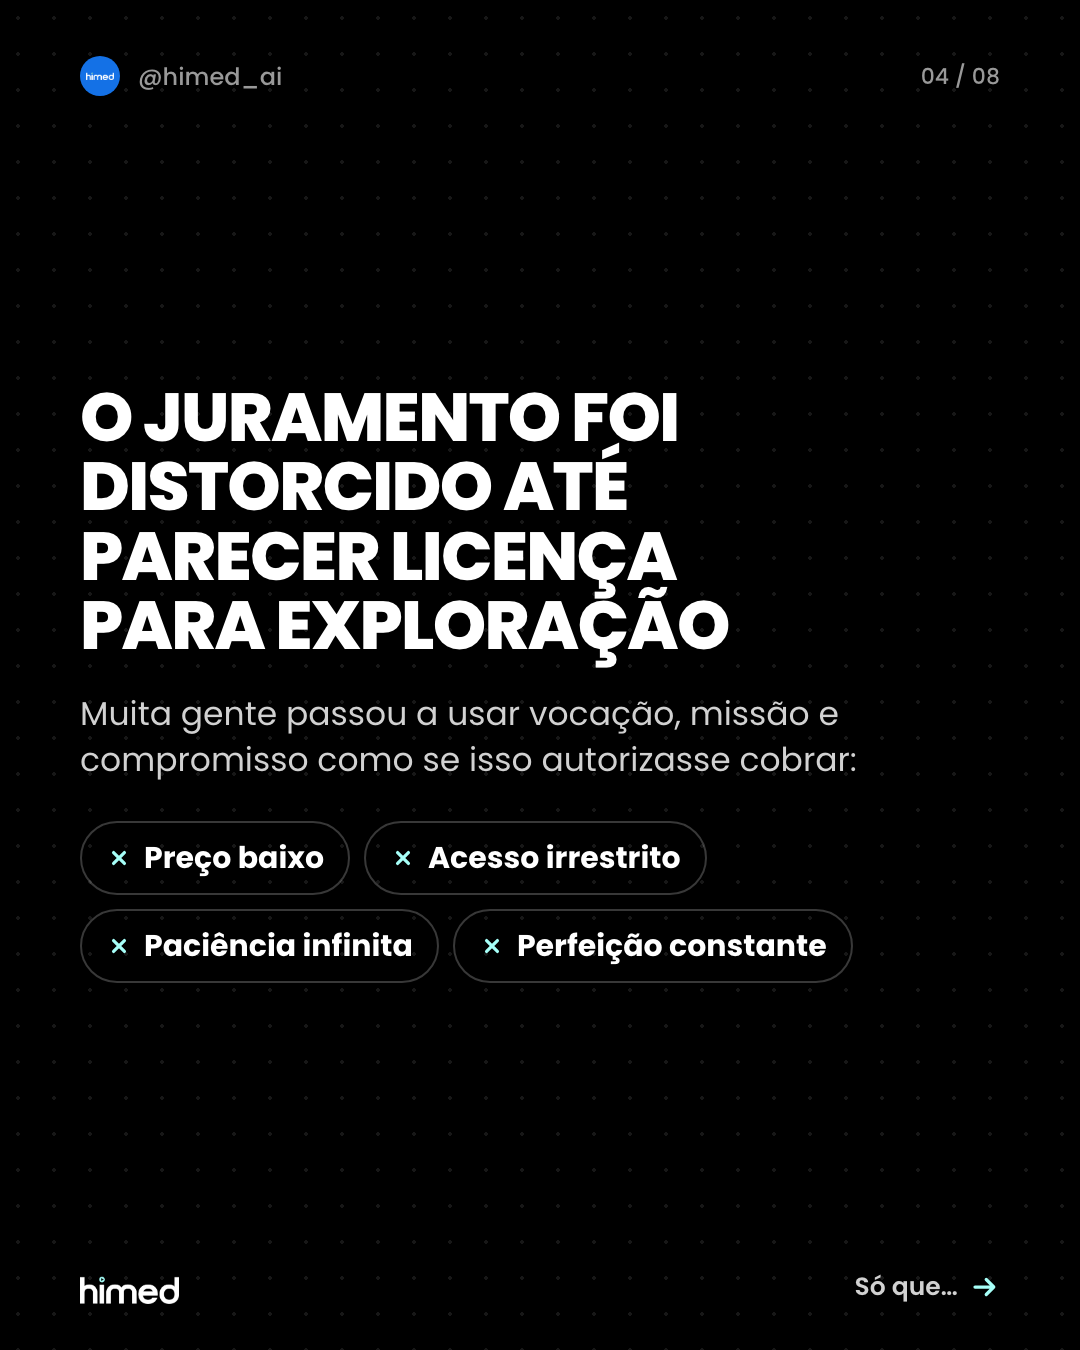 himed
@himed_ai
04 / 08
O JURAMENTO FOI
DISTORCIDO ATÉ
PARECER LICENÇA
PARA EXPLORAÇÃO
Muita gente passou a usar vocação, missão e
compromisso como se isso autorizasse cobrar:
× Preço baixo
× Acesso irrestrito
× Paciência infinita
× Perfeição constante
himed
Só que... →